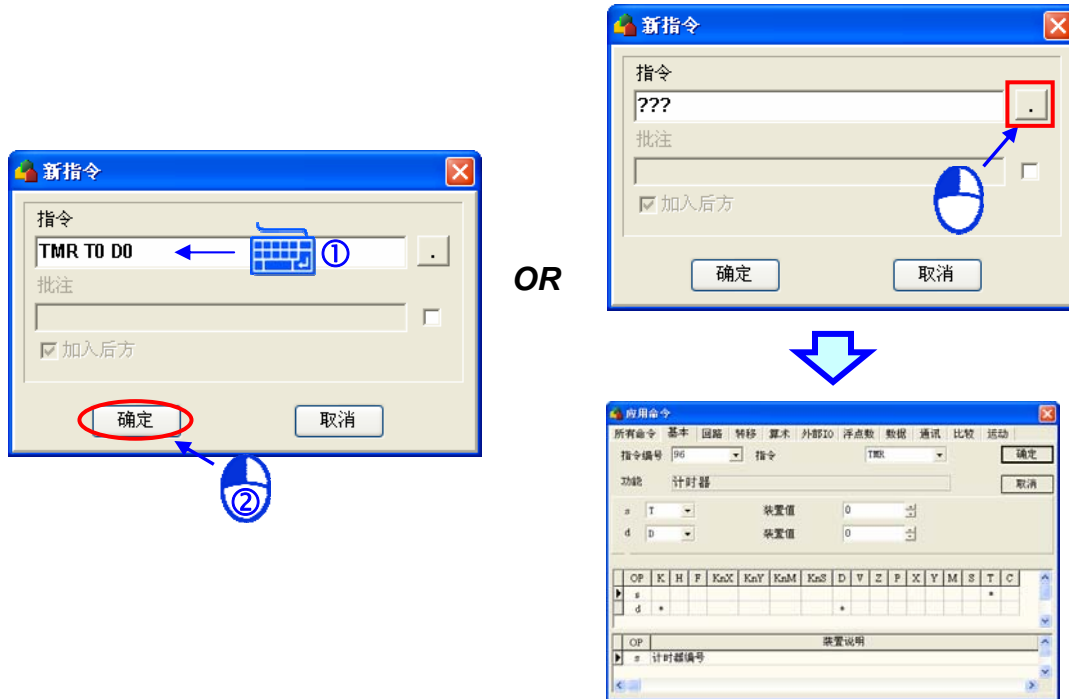 新指令
指令
TMR T0 D0
①
.
批注
加入后方
确定
取消
②
OR
新指令
指令
???
.
批注
加入后方
确定
取消
应用命令
所有命令 基本 回路 转移 算术 外部IO 浮点数 数据 通讯 比较 运动
指令编号 96 指令 TMR 确定
功能 计时器 取消
s T 装置值 0
d D 装置值 0
OP K H F KnX KnY KnM KnS D V Z P X Y M S T C
s *
d * *
OP 装置说明
s 计时器编号